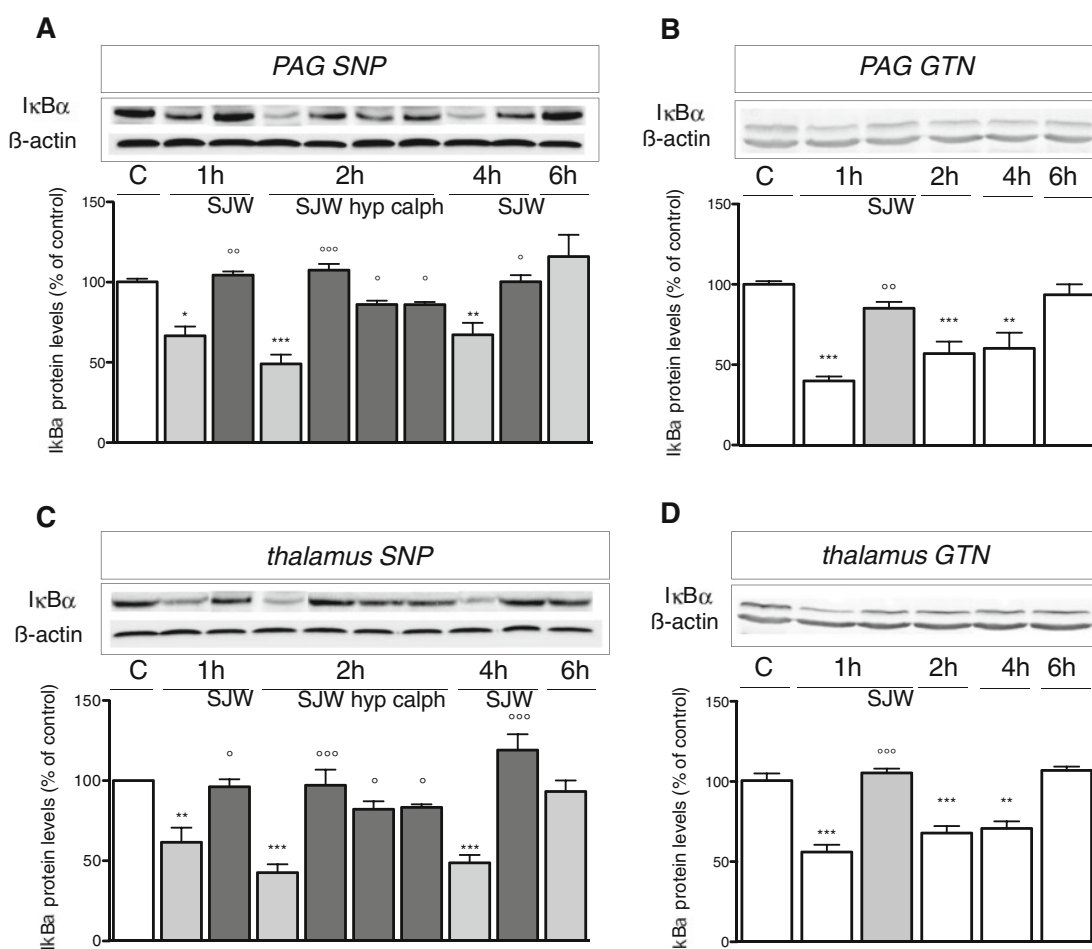 A
PAG SNP
IκBα
ß-actin
C 1h 2h 4h 6h
SJW SJW hyp calph SJW
IkBa protein levels (% of control)
150
100
50
0
* °° *** °°° ° ° ** °
B
PAG GTN
IκBα
ß-actin
C 1h 2h 4h 6h
SJW
IkBa protein levels (% of control)
150
100
50
0
*** °° *** **
C
thalamus SNP
IκBα
ß-actin
C 1h 2h 4h 6h
SJW SJW hyp calph SJW
IkBa protein levels (% of control)
150
100
50
0
** ° *** °°° ° ° *** °°°
D
thalamus GTN
IκBα
ß-actin
C 1h 2h 4h 6h
SJW
IkBa protein levels (% of control)
150
100
50
0
*** °°° *** **